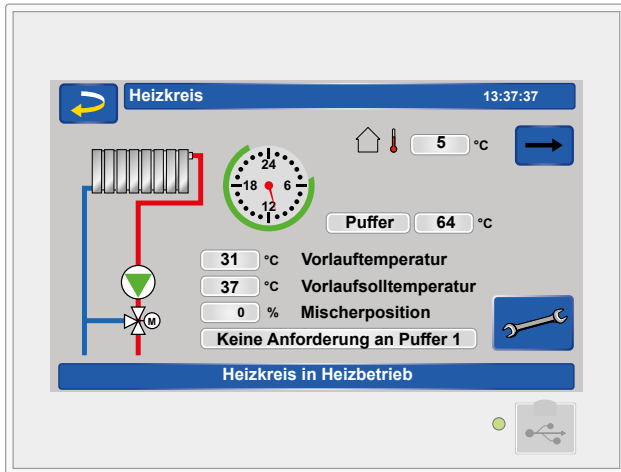 Heizkreis 13:37:37
5 °C
24
18 6
12
Puffer 64 °C
31 °C Vorlauftemperatur
37 °C Vorlaufsolltemperatur
0 % Mischerposition
M
Keine Anforderung an Puffer 1
Heizkreis in Heizbetrieb